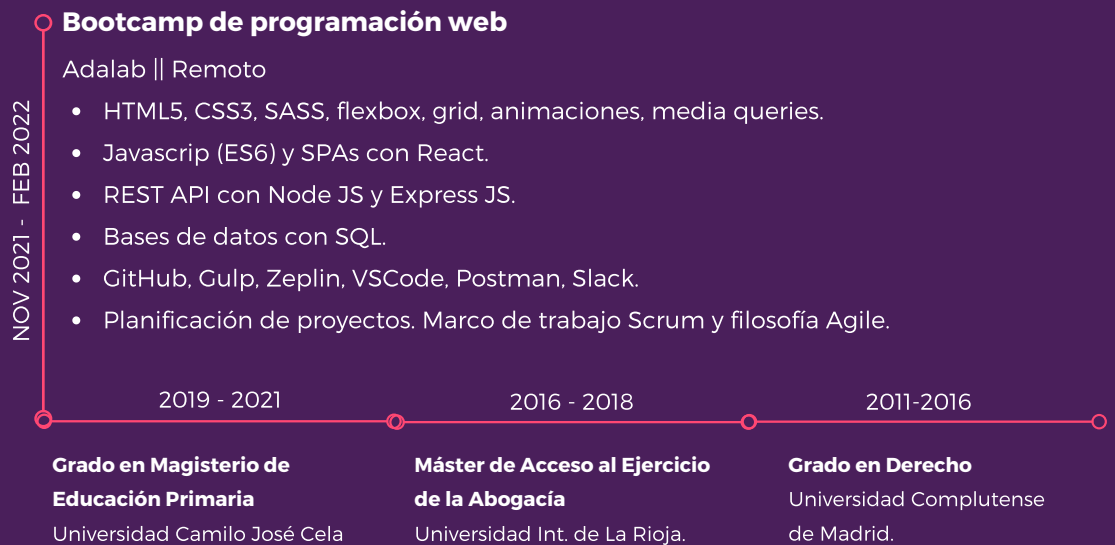 Bootcamp de programación web
Adalab || Remoto
NOV 2021 - FEB 2022
• HTML5, CSS3, SASS, flexbox, grid, animaciones, media queries.
• Javascrip (ES6) y SPAs con React.
• REST API con Node JS y Express JS.
• Bases de datos con SQL.
• GitHub, Gulp, Zeplin, VSCode, Postman, Slack.
• Planificación de proyectos. Marco de trabajo Scrum y filosofía Agile.
2019 - 2021
Grado en Magisterio de
Educación Primaria
Universidad Camilo José Cela
2016 - 2018
Máster de Acceso al Ejercicio
de la Abogacía
Universidad Int. de La Rioja.
2011-2016
Grado en Derecho
Universidad Complutense
de Madrid.